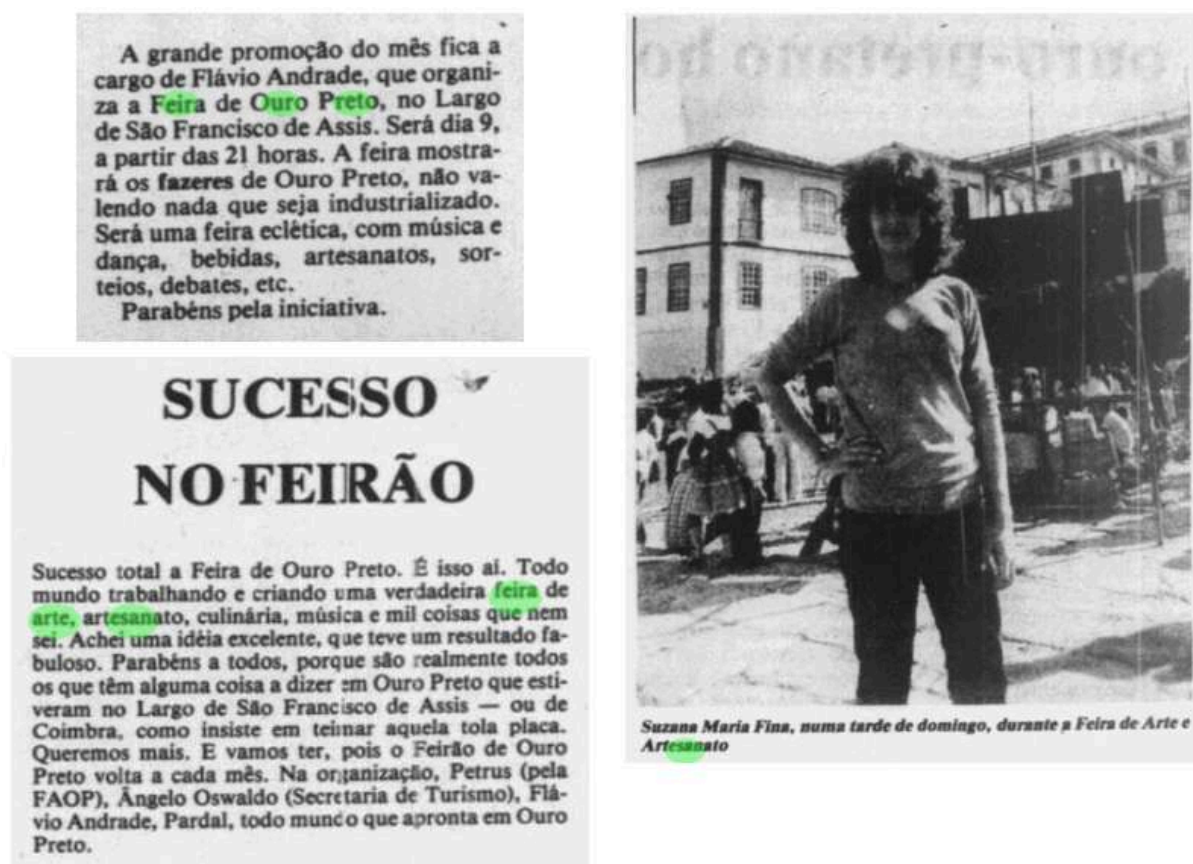 A grande promoção do mês fica a
cargo de Flávio Andrade, que organi-
za a Feira de Ouro Preto, no Largo
de São Francisco de Assis. Será dia 9,
a partir das 21 horas. A feira mostra-
rá os fazeres de Ouro Preto, não va-
lendo nada que seja industrializado.
Será uma feira eclètica, com música e
dança, bebidas, artesanatos, sor-
teios, debates, etc.
Parabèns pela iniciativa.
SUCESSO
NO FEIRÃO
Sucesso total a Feira de Ouro Preto. É isso aí. Todo
mundo trabalhando e criando uma verdadeira feira de
arte, artesanato, culinária, música e mil coisas que nem
sei. Achei uma idèia excelente, que teve um resultado fa-
buloso. Parabèns a todos, porque são realmente todos
os que têm alguma coisa a dizer em Ouro Preto que esti-
veram no Largo de São Francisco de Assis — ou de
Coimbra, como insiste em teimar aquela tola placa.
Queremos mais. E vamos ter, pois o Feirão de Ouro
Preto volta a cada mês. Na organização, Petrus (pela
FAOP), Ângelo Oswaldo (Secretaria de Turismo), Flá-
vio Andrade, Pardal, todo mundo que apronta em Ouro
Preto.
ouro-pretano ho
Suzana Maria Fina, numa tarde de domingo, durante a Feira de Arte e
Artesanato